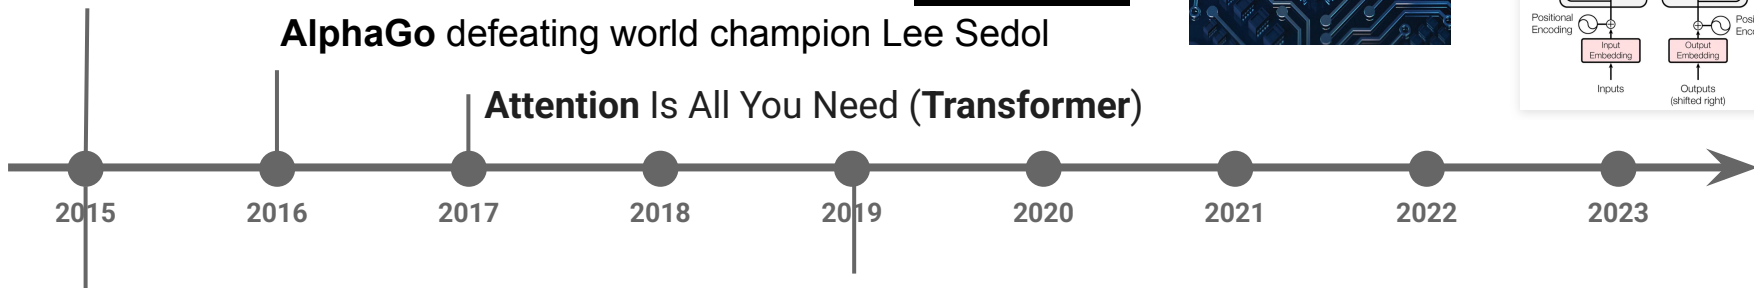 AlphaGo defeating world champion Lee Sedol
Attention Is All You Need (Transformer)
Positional
Encoding
Input
Embedding
Output
Embedding
Inputs
Outputs
(shifted right)
2015 2016 2017 2018 2019 2020 2021 2022 2023